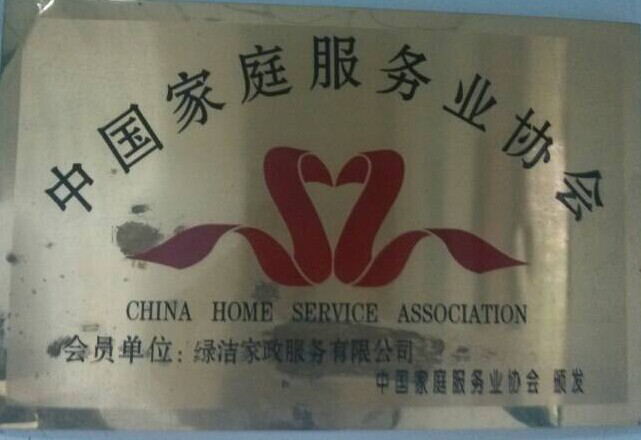 中国家庭服务业协会
CHINA HOME SERVICE ASSOCIATION
会员单位：绿洁家政服务有限公司
中国家庭服务业协会 颁发